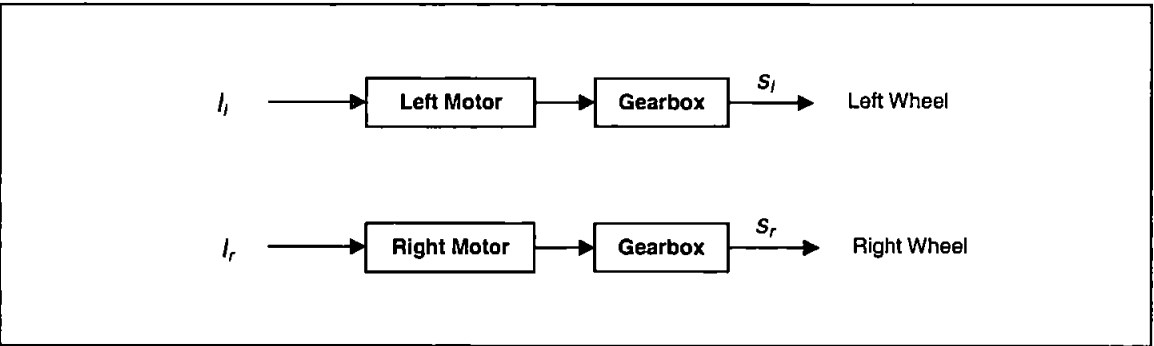 I_l Left Motor Gearbox S_l Left Wheel
I_r Right Motor Gearbox S_r Right Wheel